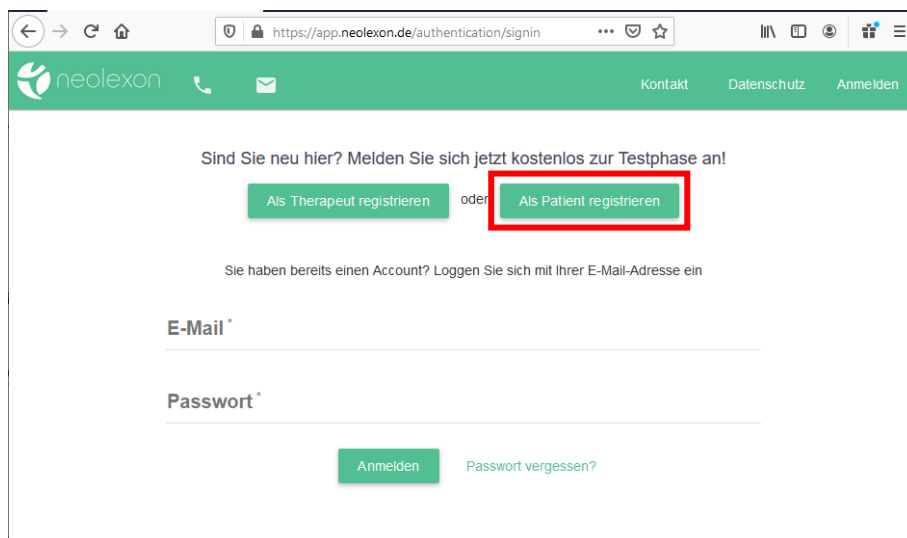 https://app.neolexon.de/authentication/signin
neolexon
Kontakt
Datenschutz
Anmelden
Sind Sie neu hier? Melden Sie sich jetzt kostenlos zur Testphase an!
Als Therapeut registrieren
oder
Als Patient registrieren
Sie haben bereits einen Account? Loggen Sie sich mit Ihrer E-Mail-Adresse ein
E-Mail *
Passwort *
Anmelden
Passwort vergessen?